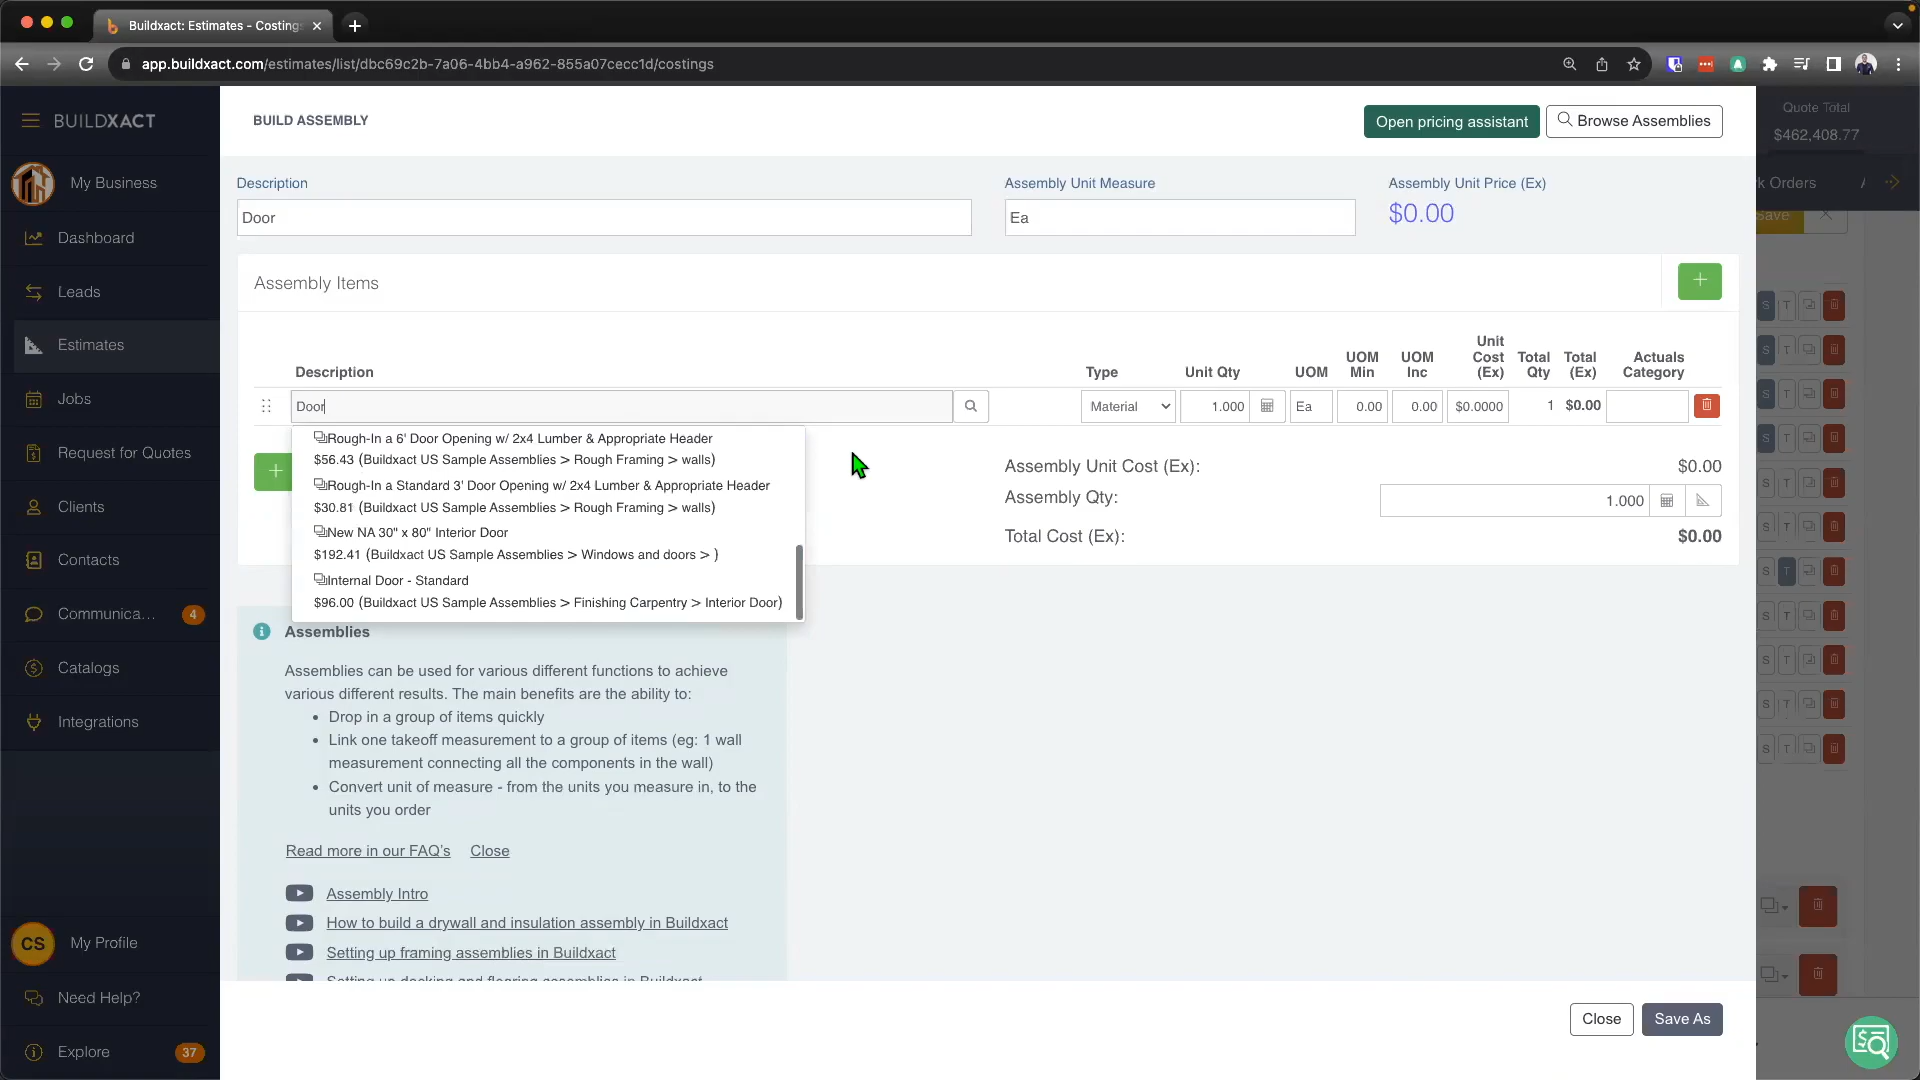 Buildxact: Estimates - Costings
app.buildxact.com/estimates/list/dbc69c2b-7a06-4bb4-a962-855a07cecc1d/costings
BUILDXACT
BUILD ASSEMBLY
Open pricing assistant
Browse Assemblies
Quote Total
$462,408.77
My Business
Dashboard
Leads
Estimates
Jobs
Request for Quotes
Clients
Contacts
Communica... 4
Catalogs
Integrations
CS My Profile
Need Help?
Explore 37
Description
Assembly Unit Measure
Assembly Unit Price (Ex)
Door
Ea
$0.00
k Orders
Save
Assembly Items
Description Type Unit Qty UOM UOM Min UOM Inc Unit Cost (Ex) Total Qty Total (Ex) Actuals Category
Door Material 1.000 Ea 0.00 0.00 $0.0000 1 $0.00
Rough-In a 6' Door Opening w/ 2x4 Lumber & Appropriate Header
$56.43 (Buildxact US Sample Assemblies > Rough Framing > walls)
Rough-In a Standard 3' Door Opening w/ 2x4 Lumber & Appropriate Header
$30.81 (Buildxact US Sample Assemblies > Rough Framing > walls)
New NA 30" x 80" Interior Door
$192.41 (Buildxact US Sample Assemblies > Windows and doors > )
Internal Door - Standard
$96.00 (Buildxact US Sample Assemblies > Finishing Carpentry > Interior Door)
Assembly Unit Cost (Ex): $0.00
Assembly Qty: 1.000
Total Cost (Ex): $0.00
Assemblies
Assemblies can be used for various different functions to achieve
various different results. The main benefits are the ability to:
Drop in a group of items quickly
Link one takeoff measurement to a group of items (eg: 1 wall
measurement connecting all the components in the wall)
Convert unit of measure - from the units you measure in, to the
units you order
Read more in our FAQ's Close
Assembly Intro
How to build a drywall and insulation assembly in Buildxact
Setting up framing assemblies in Buildxact
Setting up decking and flooring assemblies in Buildxact
Close
Save As
S T
S T
S T
S T
S T
S T
S T
S T
S T
S T
S T